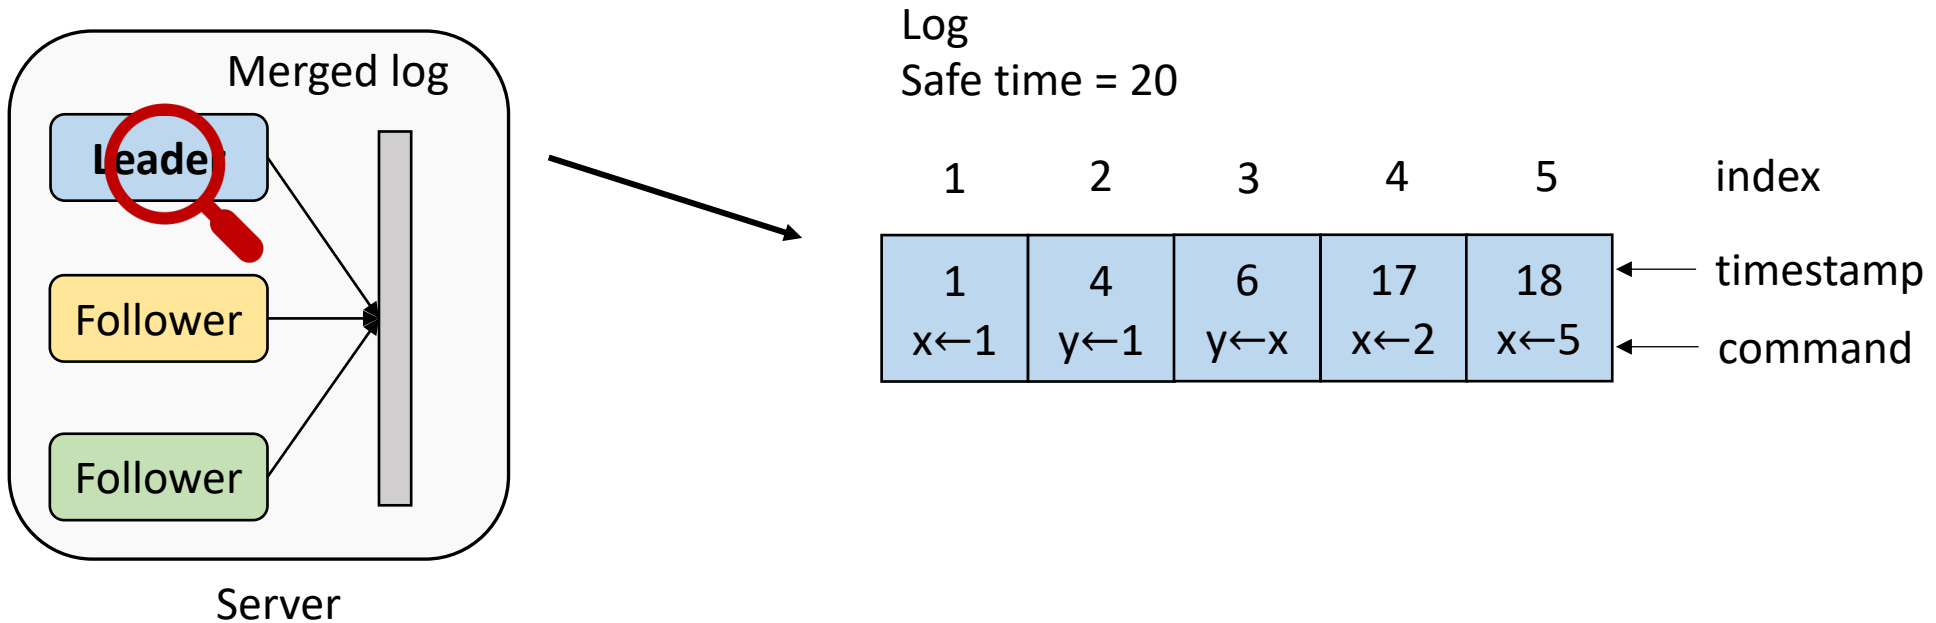 Merged log
Leader
Follower
Follower
Server
Log
Safe time = 20
1 2 3 4 5 index
1 4 6 17 18 timestamp
x←1 y←1 y←x x←2 x←5 command